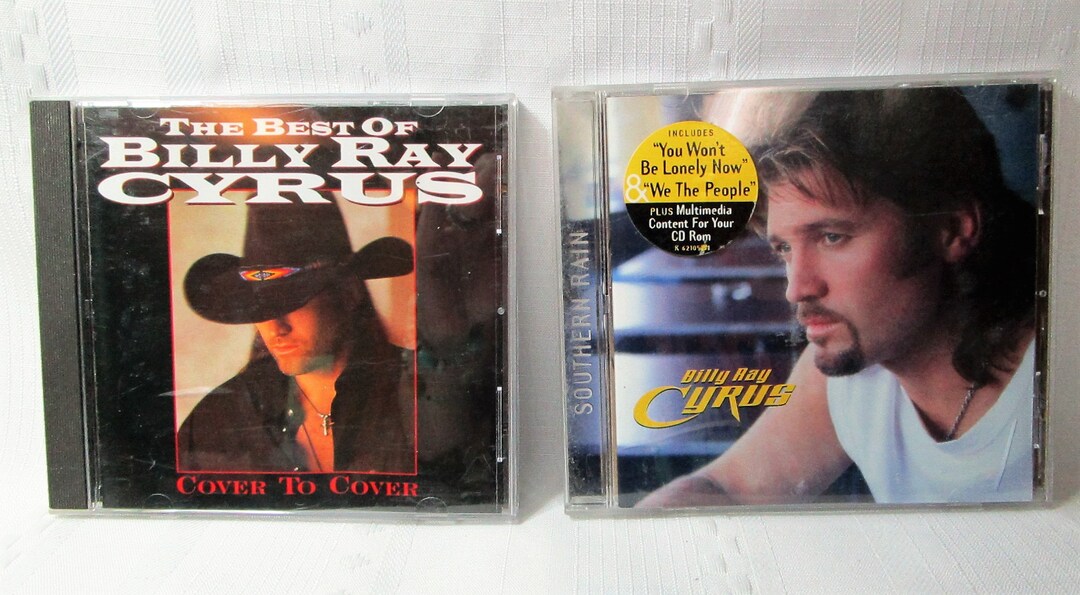 THE BEST OF
BILLY RAY
CYRUS
COVER TO COVER
SOUTHERN RAIN
INCLUDES
"You Won't
Be Lonely Now"
& "We The People"
PLUS Multimedia
Content For Your
CD Rom
Billy Ray
CYRUS